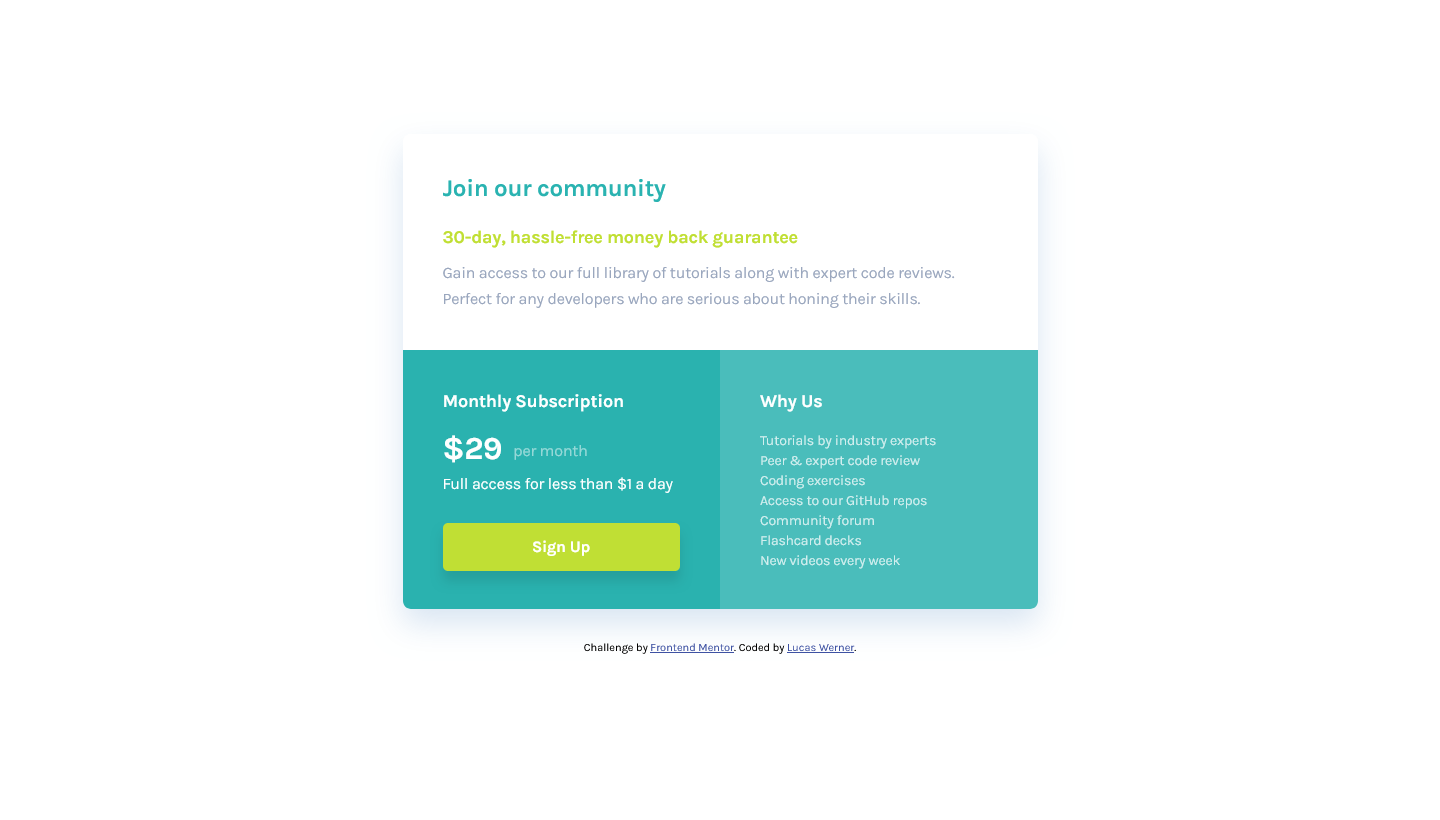 Join our community
30-day, hassle-free money back guarantee
Gain access to our full library of tutorials along with expert code reviews.
Perfect for any developers who are serious about honing their skills.
Monthly Subscription
$29 per month
Full access for less than $1 a day
Sign Up
Why Us
Tutorials by industry experts
Peer & expert code review
Coding exercises
Access to our GitHub repos
Community forum
Flashcard decks
New videos every week
Challenge by Frontend Mentor. Coded by Lucas Werner.